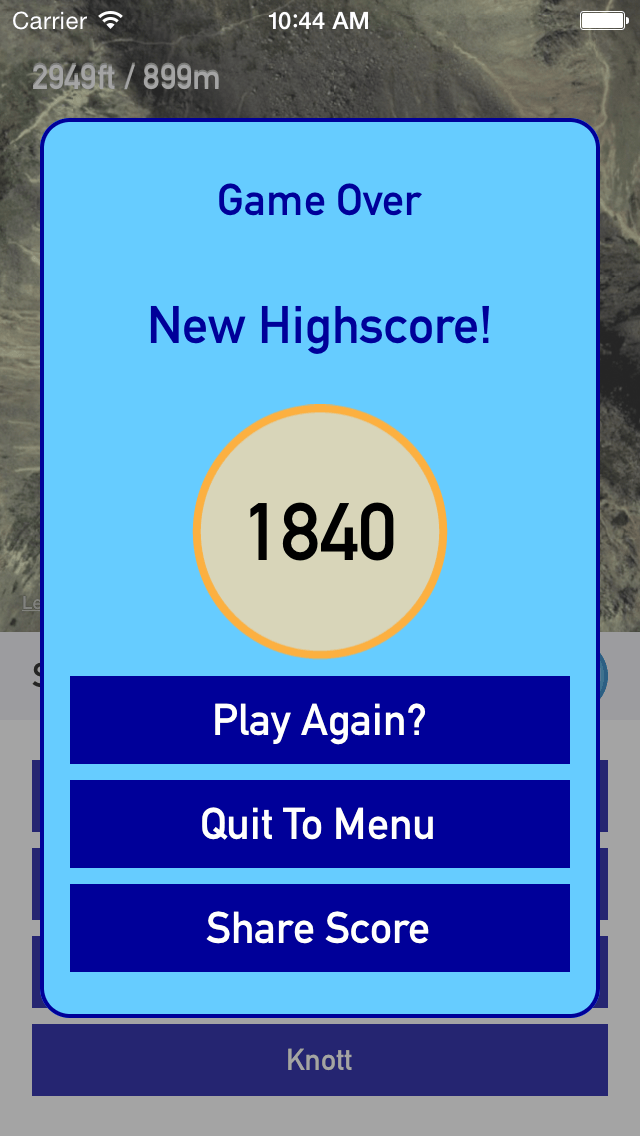 Carrier 10:44 AM
2949ft / 899m
Game Over
New Highscore!
1840
Play Again?
Quit To Menu
Share Score
Knott